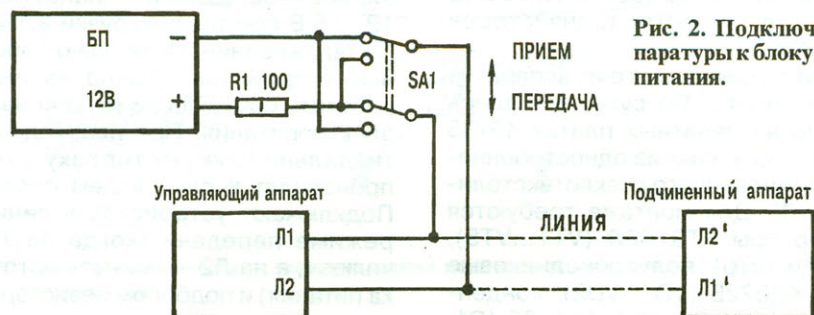 БП
−
12В
+
R1 100
SA1
ПРИЕМ
ПЕРЕДАЧА
Рис. 2. Подключ
паратуры к блоку
питания.
Управляющий аппарат
Подчиненный аппарат
Л1
ЛИНИЯ
Л2'
Л2
Л1'